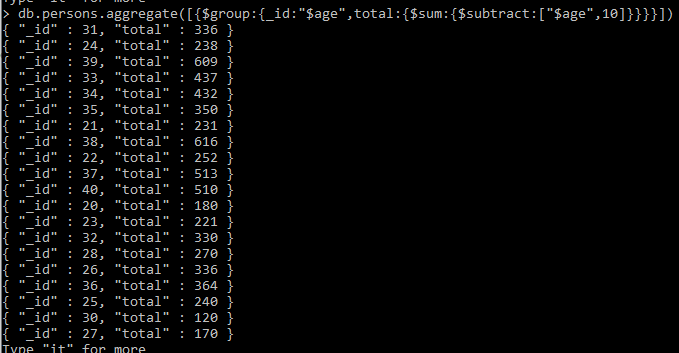 Type "it" for more
> db.persons.aggregate([{$group:{_id:"$age",total:{$sum:{$subtract:["$age",10]}}}}])
{ "_id" : 31, "total" : 336 }
{ "_id" : 24, "total" : 238 }
{ "_id" : 39, "total" : 609 }
{ "_id" : 33, "total" : 437 }
{ "_id" : 34, "total" : 432 }
{ "_id" : 35, "total" : 350 }
{ "_id" : 21, "total" : 231 }
{ "_id" : 38, "total" : 616 }
{ "_id" : 22, "total" : 252 }
{ "_id" : 37, "total" : 513 }
{ "_id" : 40, "total" : 510 }
{ "_id" : 20, "total" : 180 }
{ "_id" : 23, "total" : 221 }
{ "_id" : 32, "total" : 330 }
{ "_id" : 28, "total" : 270 }
{ "_id" : 26, "total" : 336 }
{ "_id" : 36, "total" : 364 }
{ "_id" : 25, "total" : 240 }
{ "_id" : 30, "total" : 120 }
{ "_id" : 27, "total" : 170 }
Type "it" for more